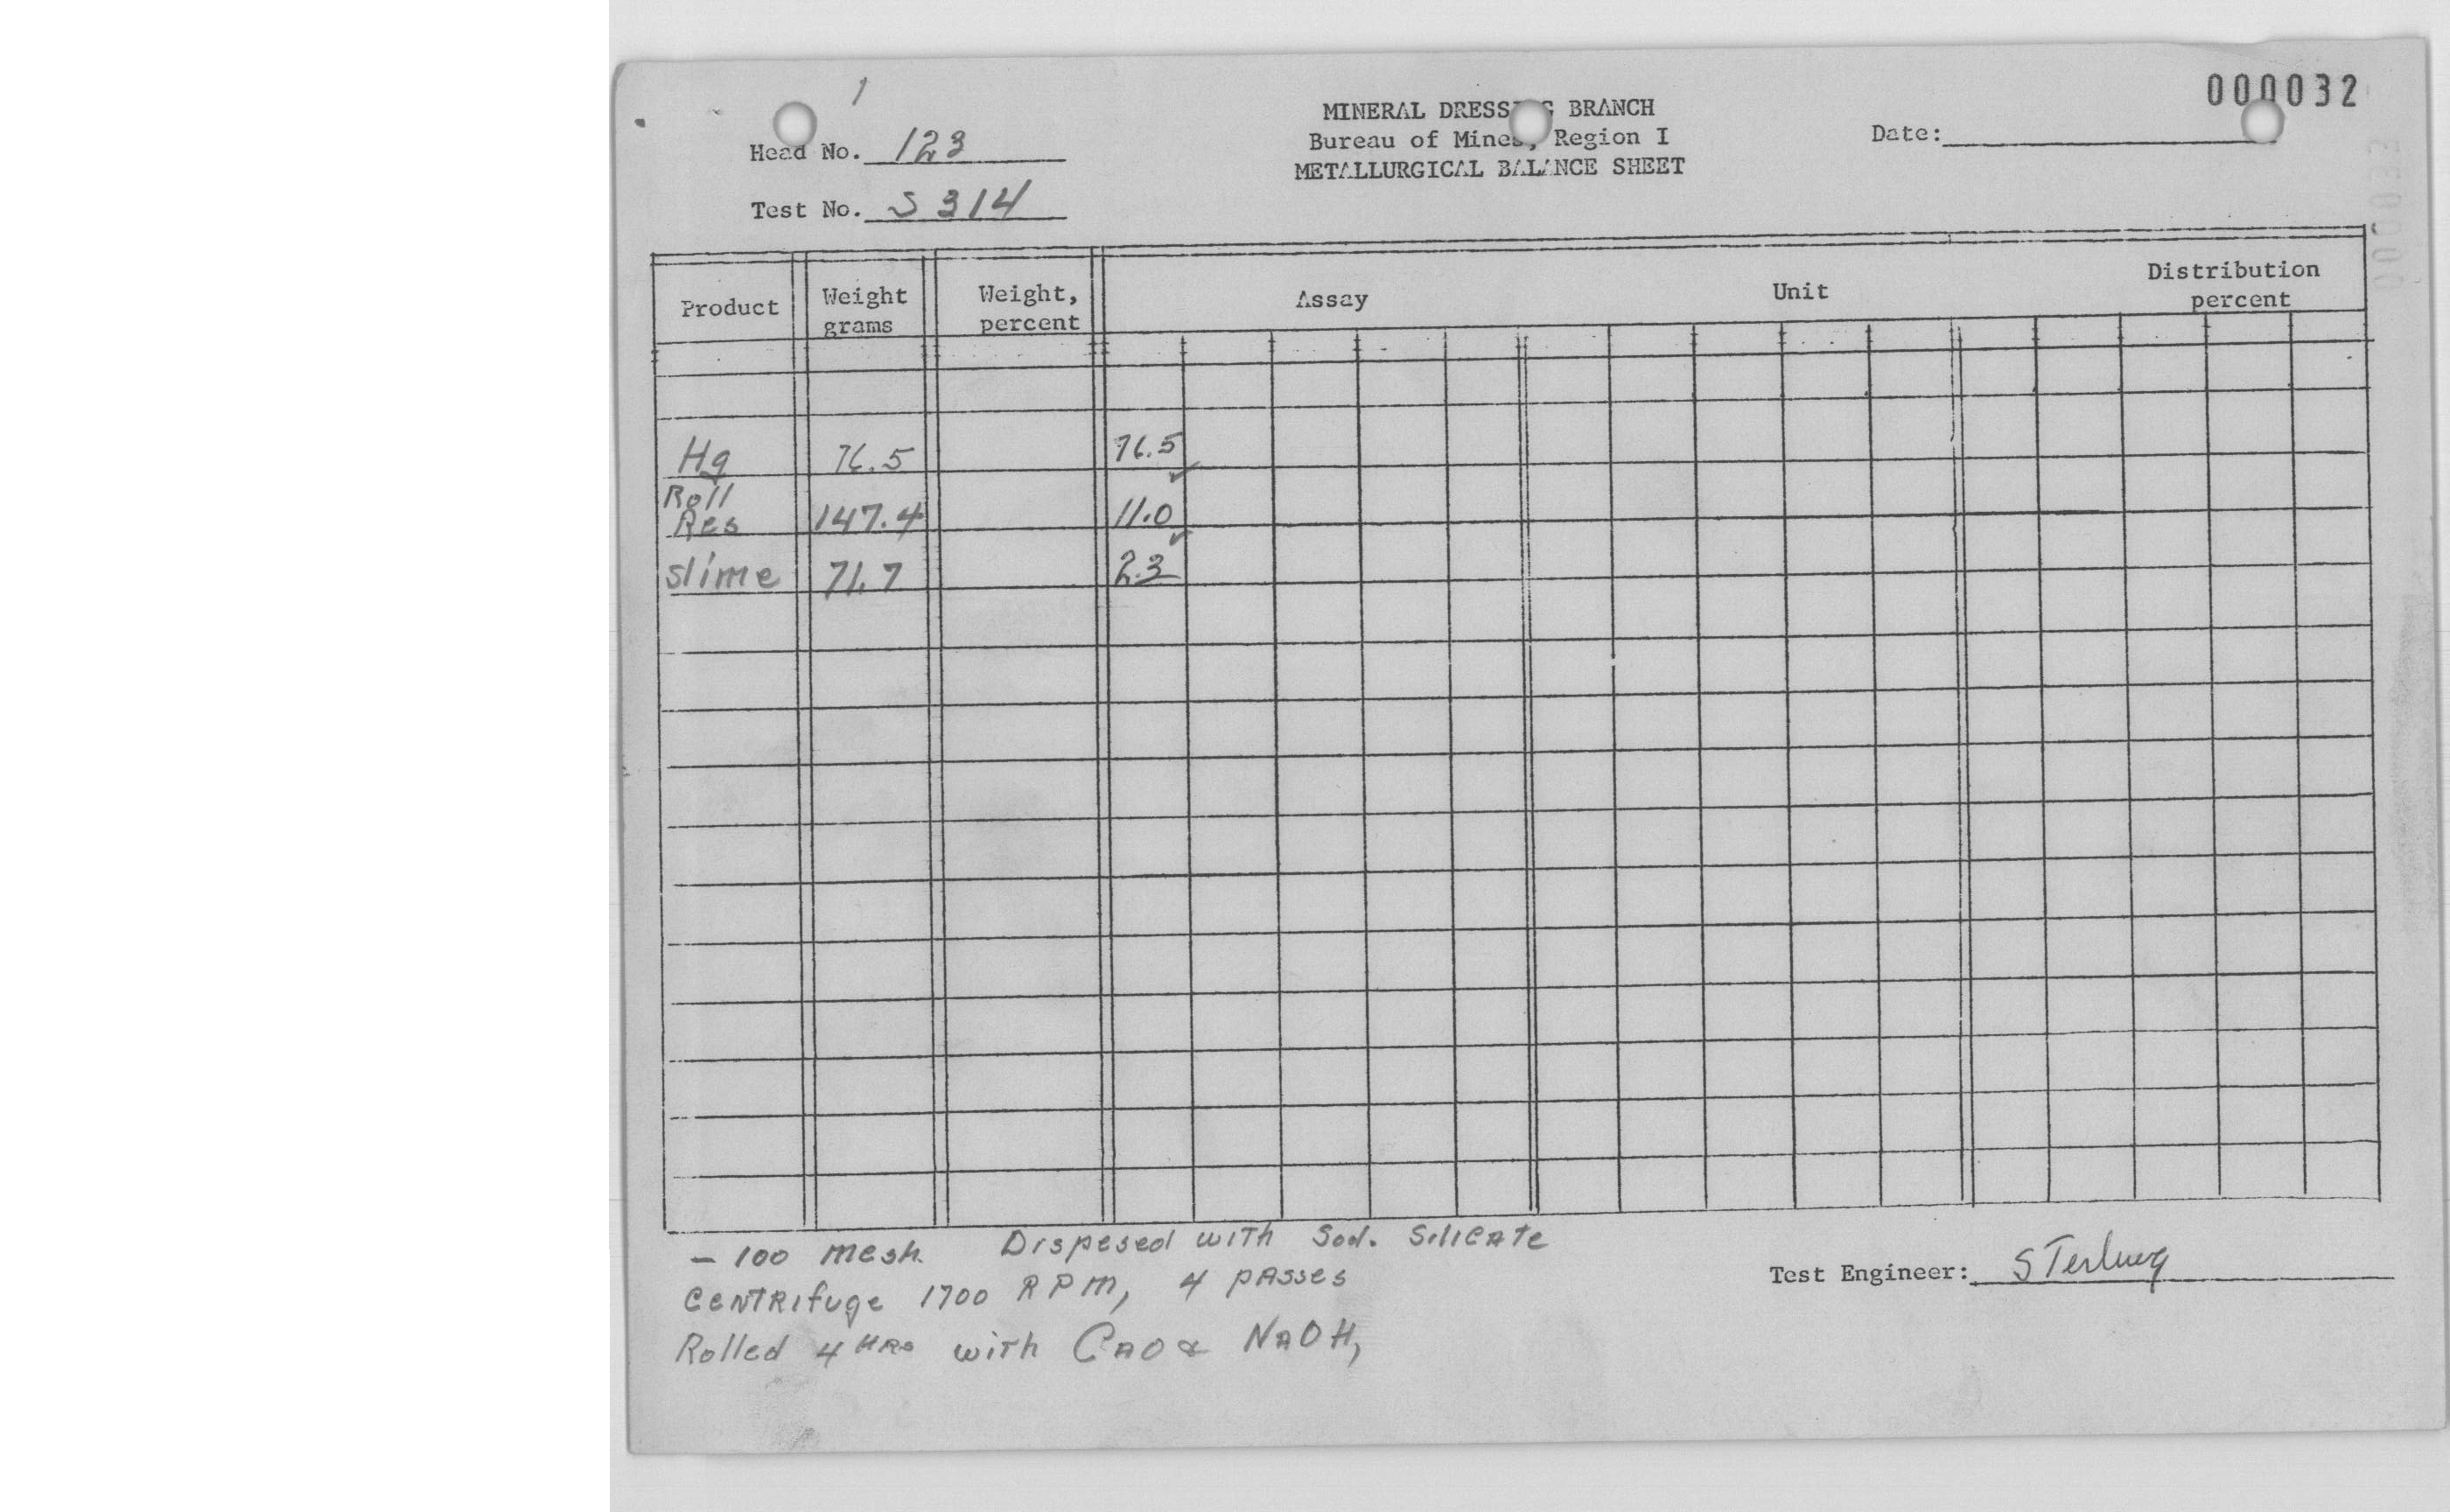 000032
1
MINERAL DRESSING BRANCH
Head No. 123
Bureau of Mines, Region I
Date:
METALLURGICAL BALANCE SHEET
Test No. S 314
Product Weight grams Weight, percent Assay Unit Distribution percent
Hg 76.5 76.5
Roll
Res 147.4 11.0
Slime 71.7 2.3
- 100 mesh. Dispesed with Sod. Silicate
Centrifuge 1700 RPM, 4 passes
Rolled 4 HRS with CAO & NAOH,
Test Engineer: Sterling